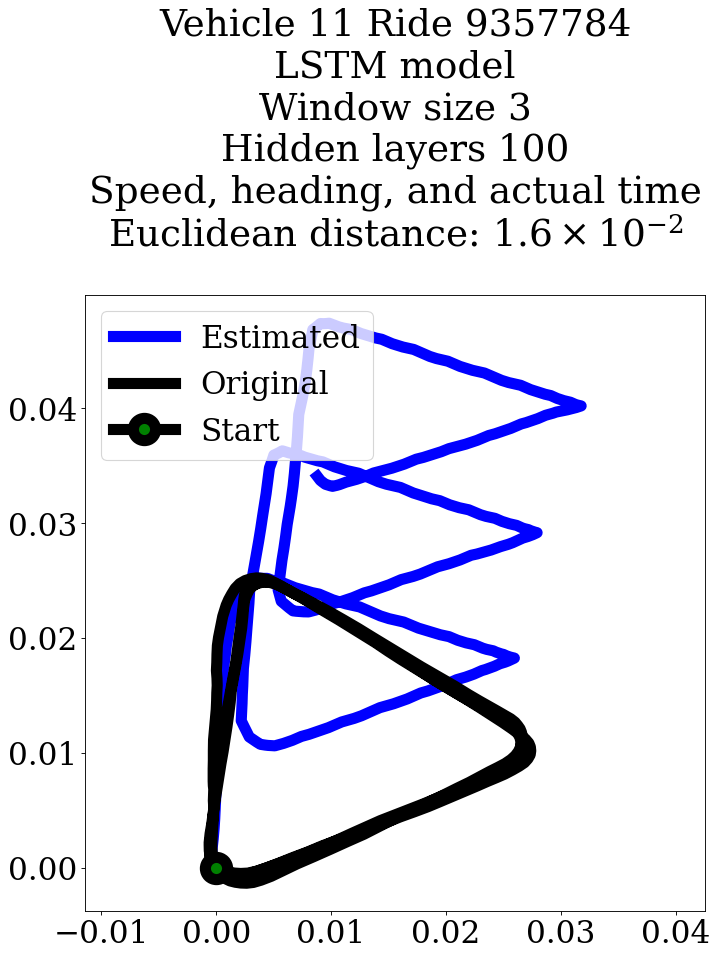 Vehicle 11 Ride 9357784
LSTM model
Window size 3
Hidden layers 100
Speed, heading, and actual time
Euclidean distance: 1.6 × 10⁻²
Estimated
Original
Start
0.04
0.03
0.02
0.01
0.00
−0.01 0.00 0.01 0.02 0.03 0.04